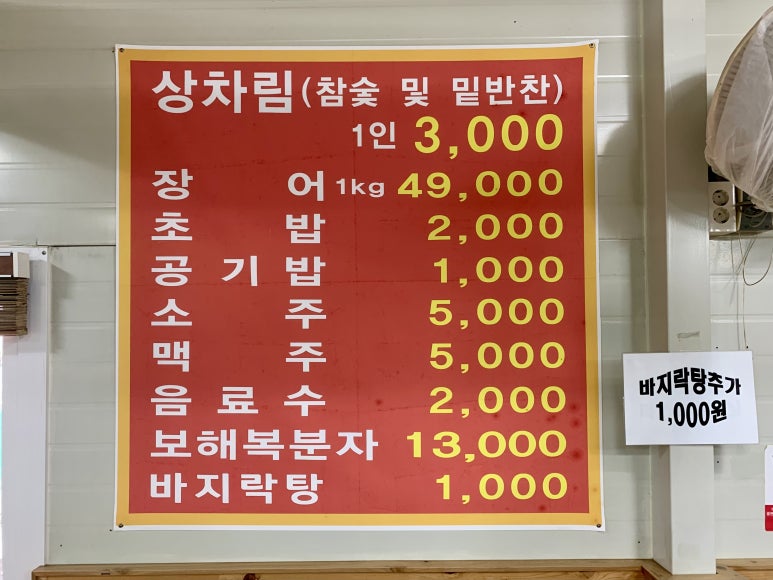 상차림(참숯 및 밑반찬)
1인 3,000
장 어 1kg 49,000
초 밥 2,000
공 기 밥 1,000
소 주 5,000
맥 주 5,000
음 료 수 2,000
보해복분자 13,000
바지락탕 1,000
바지락탕추가
1,000원